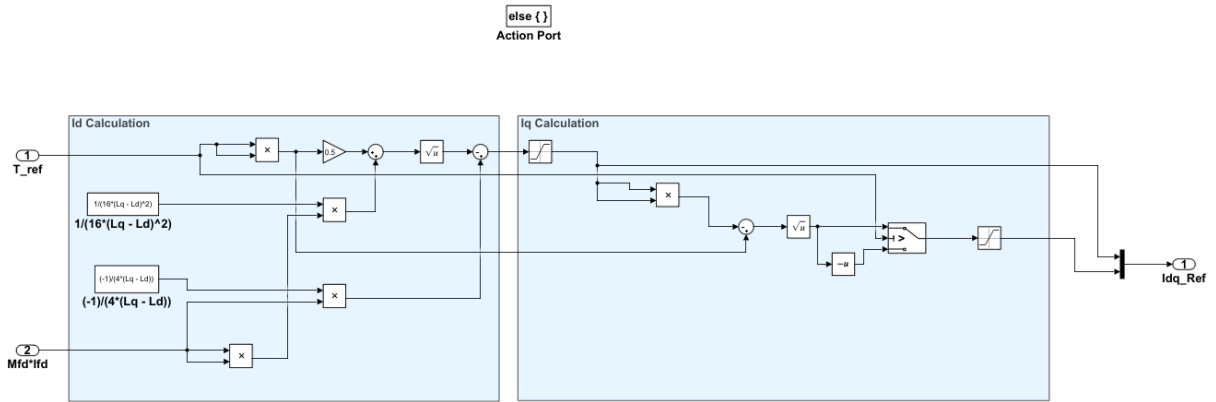 else { }
Action Port
Id Calculation
Iq Calculation
1
T_ref
×
0.5
√u
1/(16*(Lq - Ld)^2)
1/(16*(Lq - Ld)^2)
×
×
√u
>
-u
1
Idq_Ref
(-1)/(4*(Lq - Ld))
(-1)/(4*(Lq - Ld))
×
2
Mfd*Ifd
×